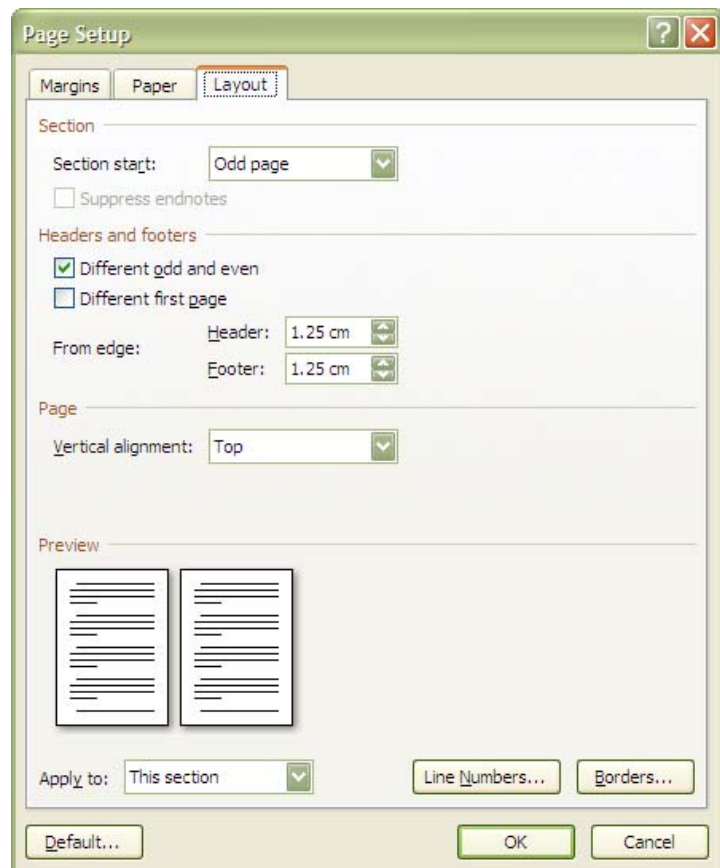 Page Setup
Margins Paper Layout
Section
Section start: Odd page
Suppress endnotes
Headers and footers
Different odd and even
Different first page
From edge:
Header: 1.25 cm
Footer: 1.25 cm
Page
Vertical alignment: Top
Preview
Apply to: This section Line Numbers... Borders...
Default... OK Cancel